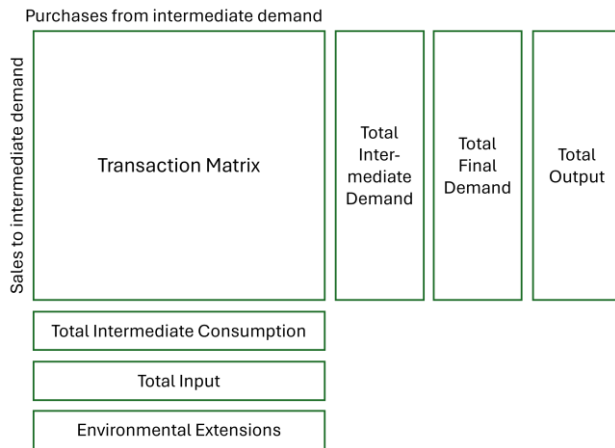 Purchases from intermediate demand
Sales to intermediate demand
Transaction Matrix
Total
Inter-
mediate
Demand
Total
Final
Demand
Total
Output
Total Intermediate Consumption
Total Input
Environmental Extensions